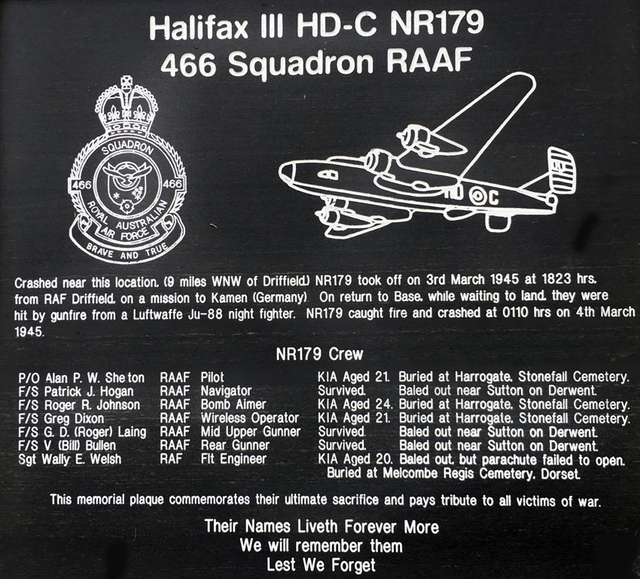 Halifax III HD-C NR179
466 Squadron RAAF
SQUADRON
466 466
ROYAL AUSTRALIAN
AIR FORCE
BRAVE AND TRUE
HD C
Crashed near this location, (9 miles WNW of Driffield) NR179 took off on 3rd March 1945 at 1823 hrs.
from RAF Driffield, on a mission to Kamen (Germany). On return to Base, while waiting to land, they were
hit by gunfire from a Luftwaffe Ju-88 night fighter. NR179 caught fire and crashed at 0110 hrs on 4th March
1945.
NR179 Crew
P/O Alan P. W. Shelton RAAF Pilot KIA Aged 21. Buried at Harrogate, Stonefall Cemetery.
F/S Patrick J. Hogan RAAF Navigator Survived. Baled out near Sutton on Derwent.
F/S Roger R. Johnson RAAF Bomb Aimer KIA Aged 24. Buried at Harrogate, Stonefall Cemetery.
F/S Greg Dixon RAAF Wireless Operator KIA Aged 21. Buried at Harrogate, Stonefall Cemetery.
F/S G. D. (Roger) Laing RAAF Mid Upper Gunner Survived. Baled out near Sutton on Derwent.
F/S V (Bill) Bullen RAAF Rear Gunner Survived. Baled out near Sutton on Derwent.
Sgt Wally E. Welsh RAF Flt Engineer KIA Aged 20. Baled out, but parachute failed to open.
Buried at Melcombe Regis Cemetery, Dorset.
This memorial plaque commemorates their ultimate sacrifice and pays tribute to all victims of war.
Their Names Liveth Forever More
We will remember them
Lest We Forget